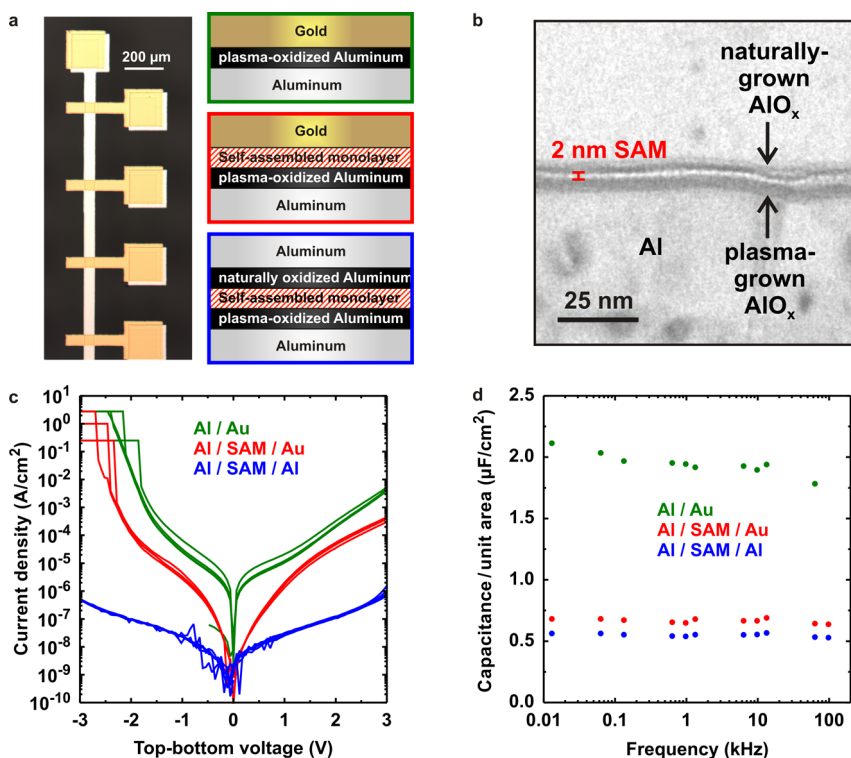 a
200 µm
Gold
plasma-oxidized Aluminum
Aluminum
Gold
Self-assembled monolayer
plasma-oxidized Aluminum
Aluminum
Aluminum
naturally oxidized Aluminum
Self-assembled monolayer
plasma-oxidized Aluminum
Aluminum
b
naturally-
grown
AlOx
2 nm SAM
Al
plasma-
grown
AlOx
25 nm
c
Current density (A/cm²)
10¹
10⁰
10⁻¹
10⁻²
10⁻³
10⁻⁴
10⁻⁵
10⁻⁶
10⁻⁷
10⁻⁸
10⁻⁹
10⁻¹⁰
Al / Au
Al / SAM / Au
Al / SAM / Al
-3 -2 -1 0 1 2 3
Top-bottom voltage (V)
d
Capacitance/unit area (µF/cm²)
2.5
2.0
1.5
1.0
0.5
0.0
Al / Au
Al / SAM / Au
Al / SAM / Al
0.01 0.1 1 10 100
Frequency (kHz)